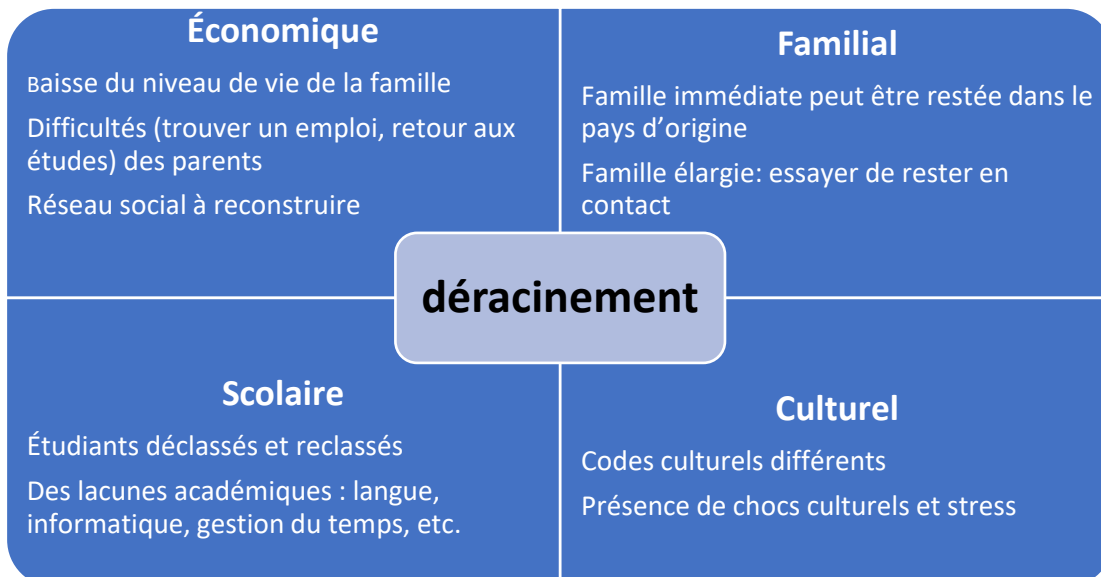 Économique
Baisse du niveau de vie de la famille
Difficultés (trouver un emploi, retour aux
études) des parents
Réseau social à reconstruire
Familial
Famille immédiate peut être restée dans le
pays d’origine
Famille élargie: essayer de rester en
contact
déracinement
Scolaire
Étudiants déclassés et reclassés
Des lacunes académiques : langue,
informatique, gestion du temps, etc.
Culturel
Codes culturels différents
Présence de chocs culturels et stress